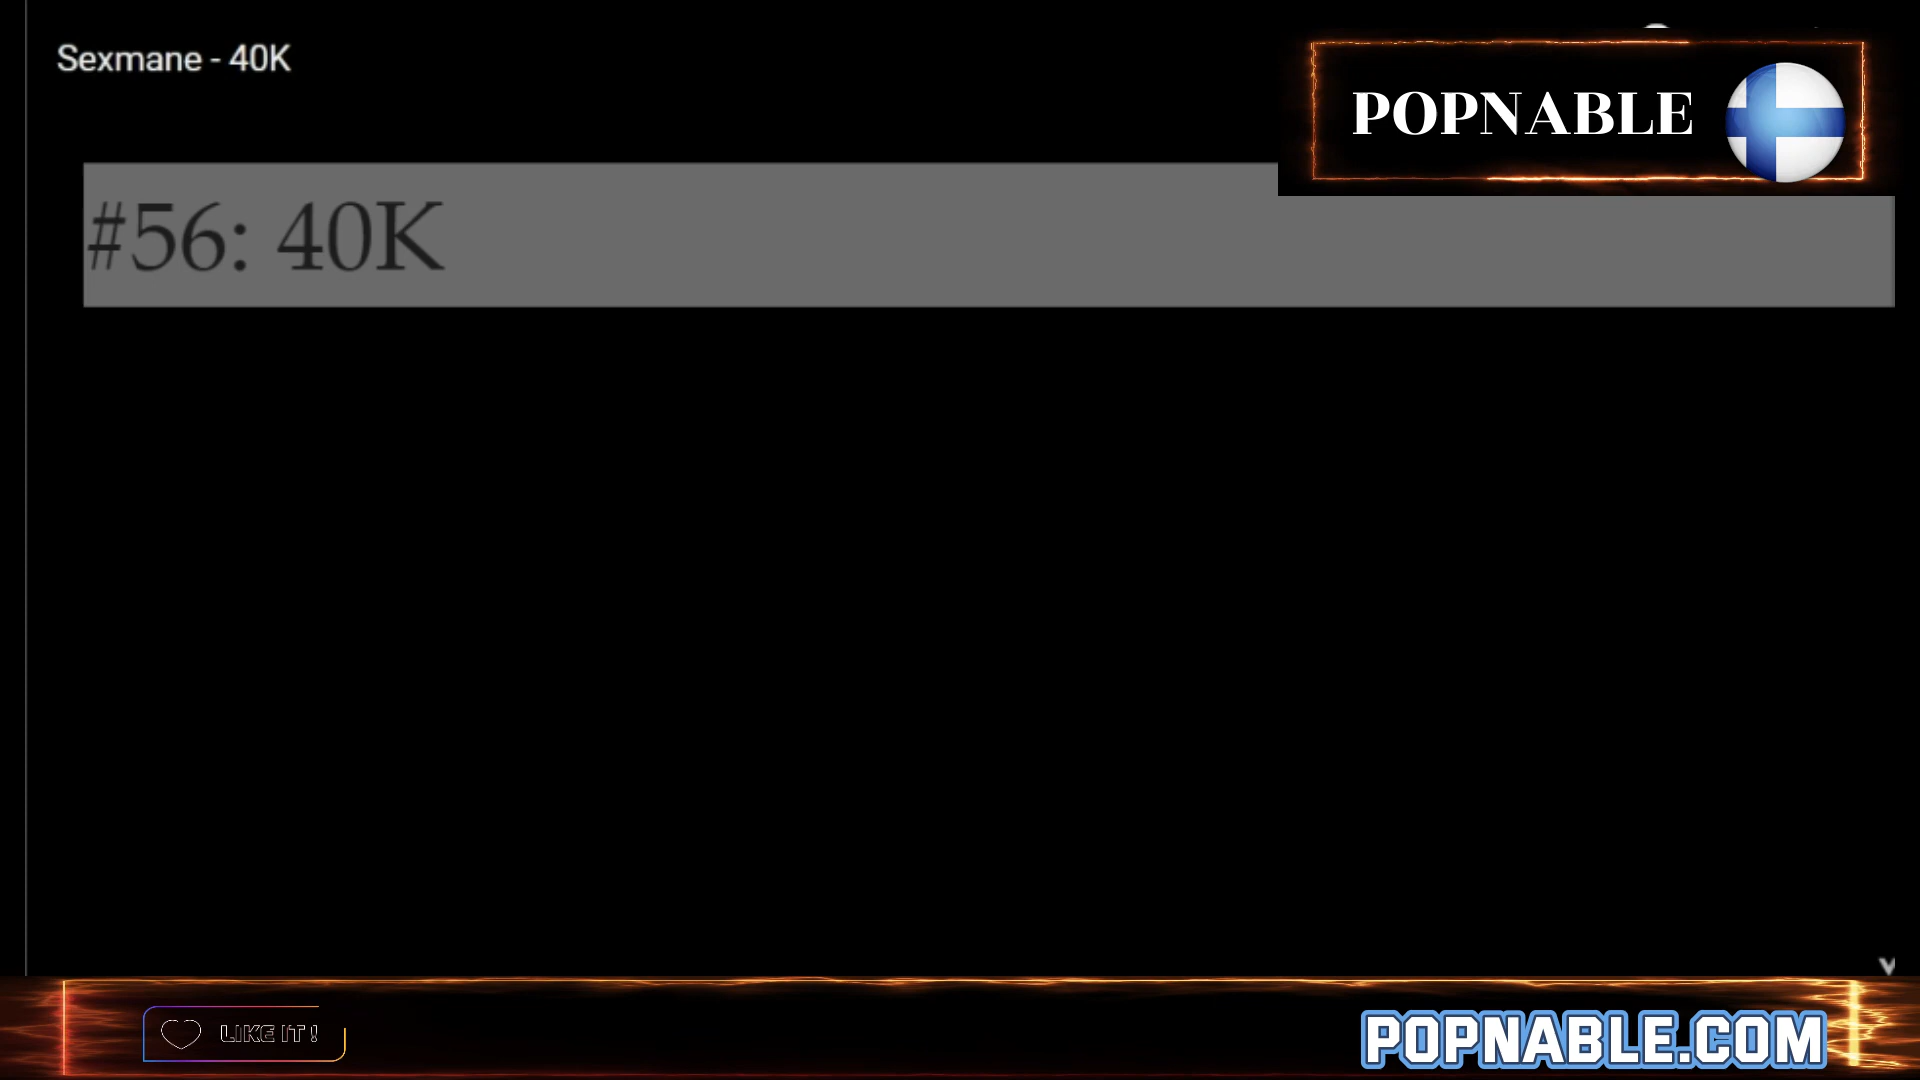 Sexmane - 40K
POPNABLE
#56: 40K
LIKE IT !
POPNABLE.COM